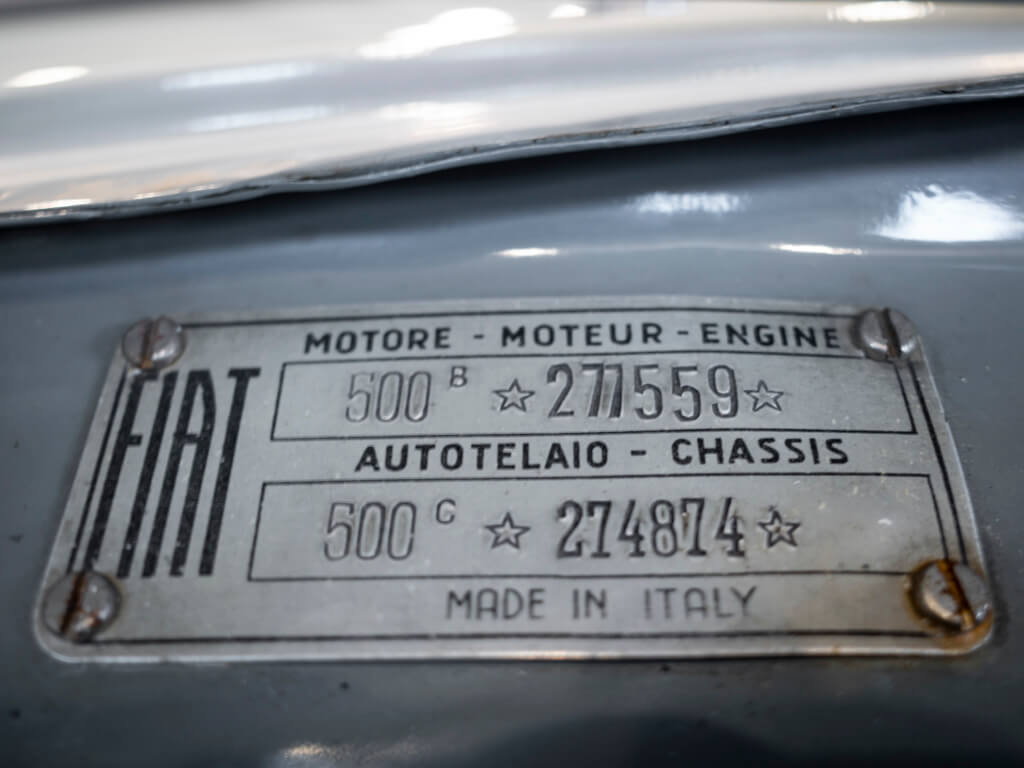 FIAT
MOTORE - MOTEUR - ENGINE
500 B ☆ 277559 ☆
AUTOTELAIO - CHASSIS
500 C ☆ 274874 ☆
MADE IN ITALY